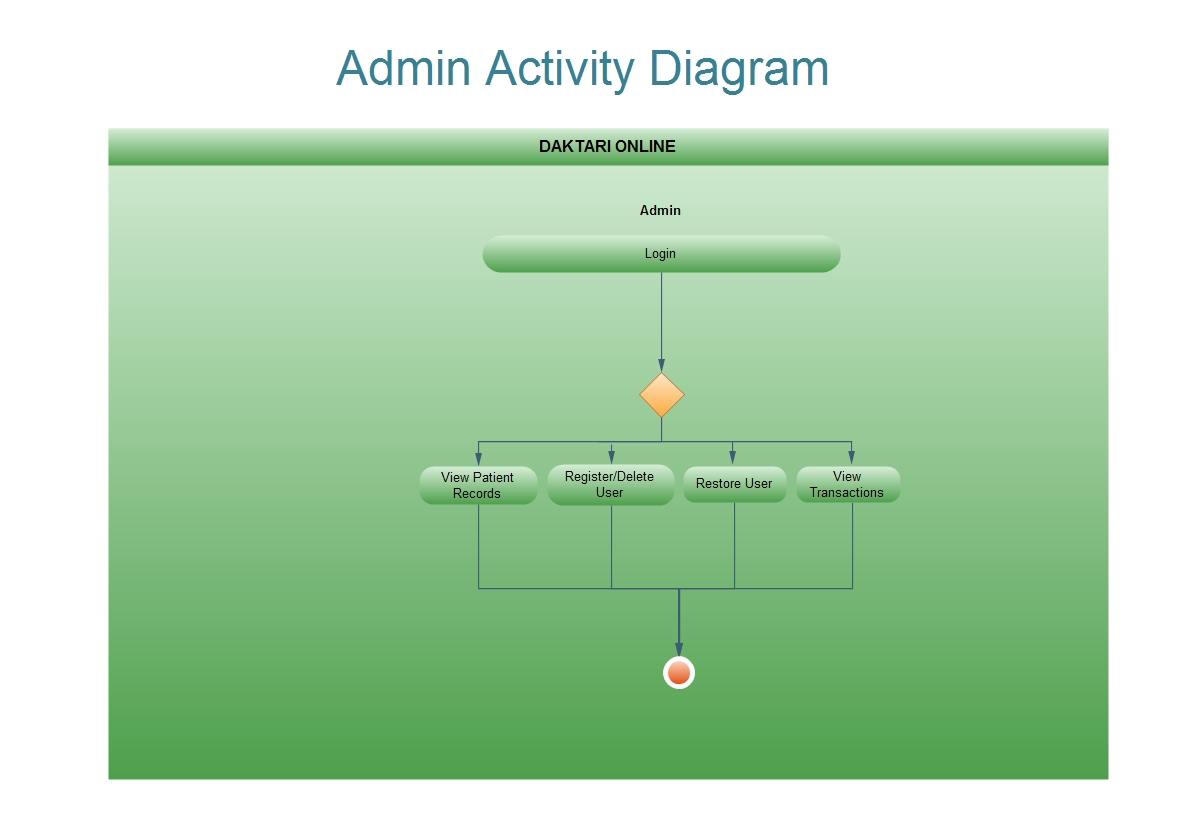 Admin Activity Diagram
DAKTARI ONLINE
Admin
Login
View Patient
Records
Register/Delete
User
Restore User
View
Transactions